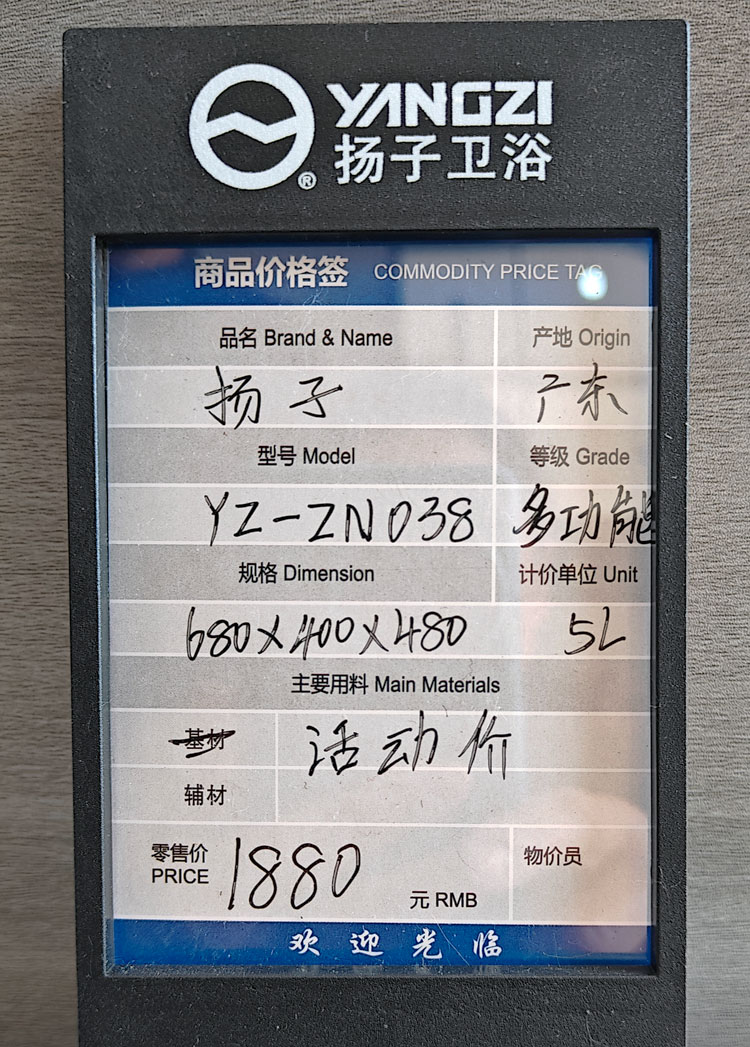 YANGZI
扬子卫浴
®
商品价格签 COMMODITY PRICE TAG
品名 Brand & Name 产地 Origin
扬子 广东
型号 Model 等级 Grade
YZ-ZN038 多功能
规格 Dimension 计价单位 Unit
680X400X480 5L
主要用料 Main Materials
基材 活动价
辅材
零售价 PRICE 1880 元 RMB 物价员
欢迎光临